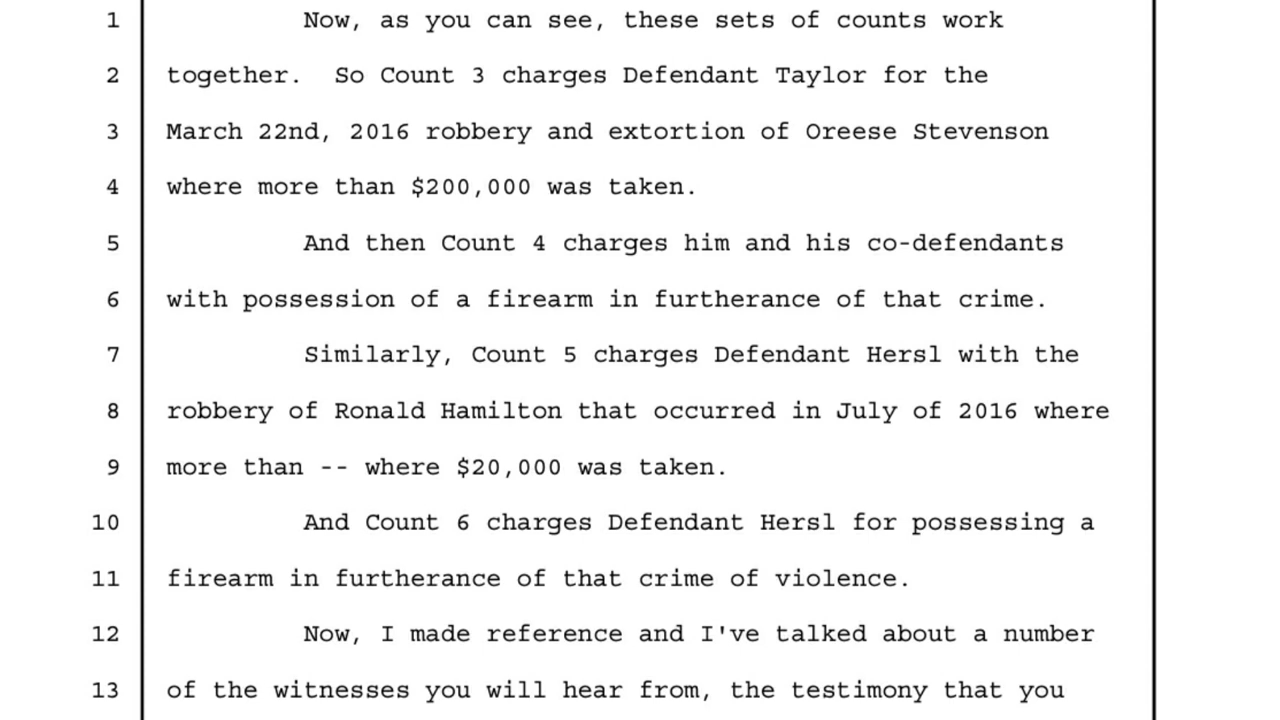 1 Now, as you can see, these sets of counts work
2 together.  So Count 3 charges Defendant Taylor for the
3 March 22nd, 2016 robbery and extortion of Oreese Stevenson
4 where more than $200,000 was taken.
5 And then Count 4 charges him and his co-defendants
6 with possession of a firearm in furtherance of that crime.
7 Similarly, Count 5 charges Defendant Hersl with the
8 robbery of Ronald Hamilton that occurred in July of 2016 where
9 more than -- where $20,000 was taken.
10 And Count 6 charges Defendant Hersl for possessing a
11 firearm in furtherance of that crime of violence.
12 Now, I made reference and I've talked about a number
13 of the witnesses you will hear from, the testimony that you